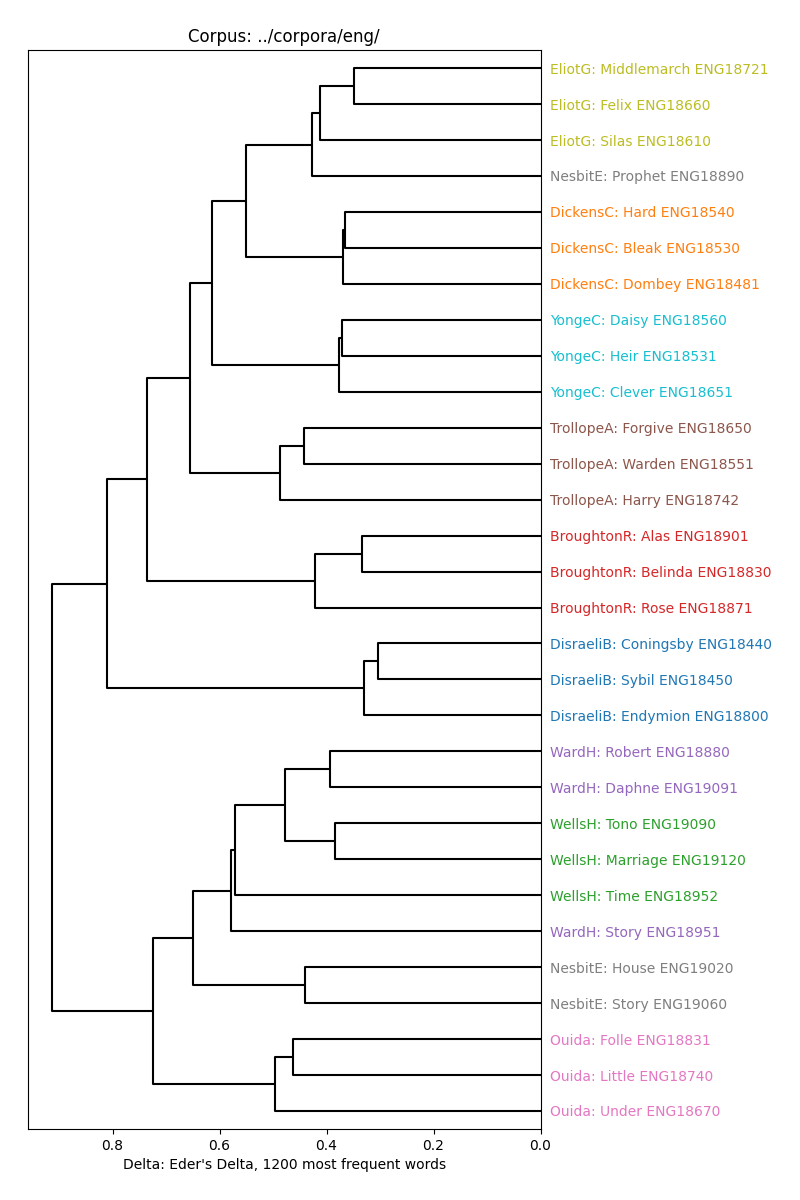 Corpus: ../corpora/eng/
EliotG: Middlemarch ENG18721
EliotG: Felix ENG18660
EliotG: Silas ENG18610
NesbitE: Prophet ENG18890
DickensC: Hard ENG18540
DickensC: Bleak ENG18530
DickensC: Dombey ENG18481
YongeC: Daisy ENG18560
YongeC: Heir ENG18531
YongeC: Clever ENG18651
TrollopeA: Forgive ENG18650
TrollopeA: Warden ENG18551
TrollopeA: Harry ENG18742
BroughtonR: Alas ENG18901
BroughtonR: Belinda ENG18830
BroughtonR: Rose ENG18871
DisraeliB: Coningsby ENG18440
DisraeliB: Sybil ENG18450
DisraeliB: Endymion ENG18800
WardH: Robert ENG18880
WardH: Daphne ENG19091
WellsH: Tono ENG19090
WellsH: Marriage ENG19120
WellsH: Time ENG18952
WardH: Story ENG18951
NesbitE: House ENG19020
NesbitE: Story ENG19060
Ouida: Folle ENG18831
Ouida: Little ENG18740
Ouida: Under ENG18670
0.8 0.6 0.4 0.2 0.0
Delta: Eder's Delta, 1200 most frequent words